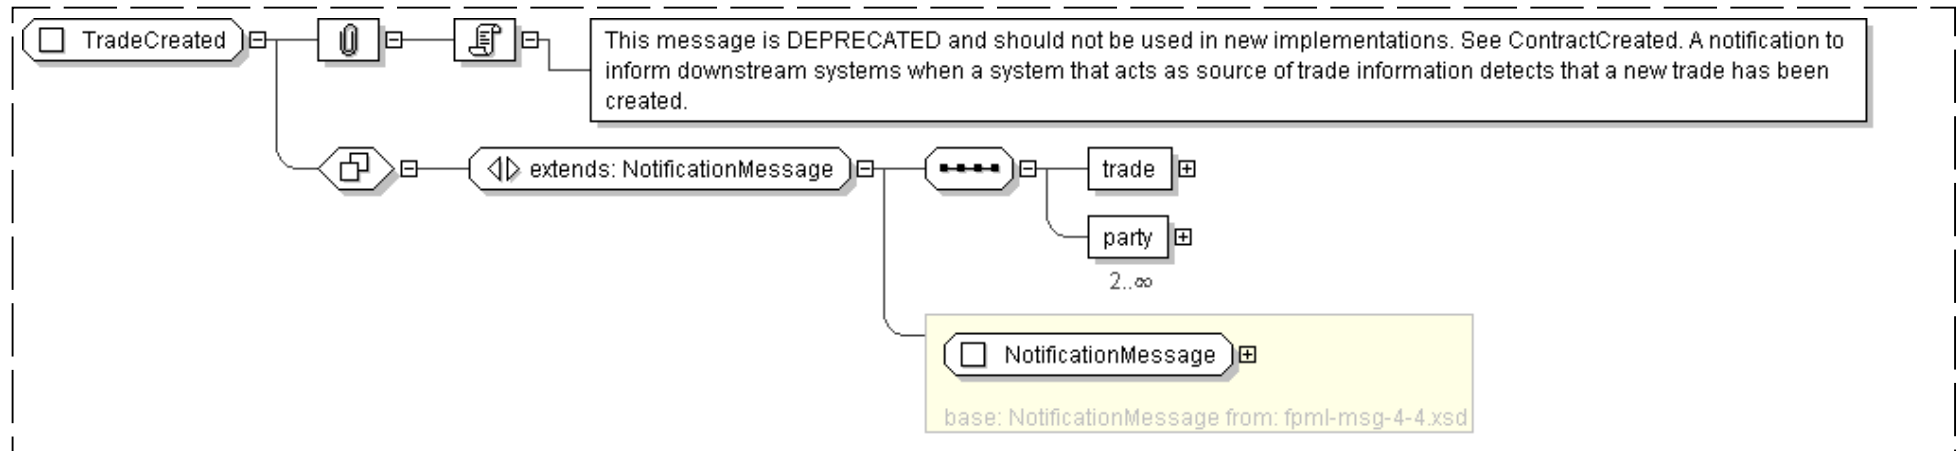 TradeCreated
This message is DEPRECATED and should not be used in new implementations. See ContractCreated. A notification to
inform downstream systems when a system that acts as source of trade information detects that a new trade has been
created.
extends: NotificationMessage
trade
party
2..∞
NotificationMessage
base: NotificationMessage from: fpml-msg-4-4.xsd